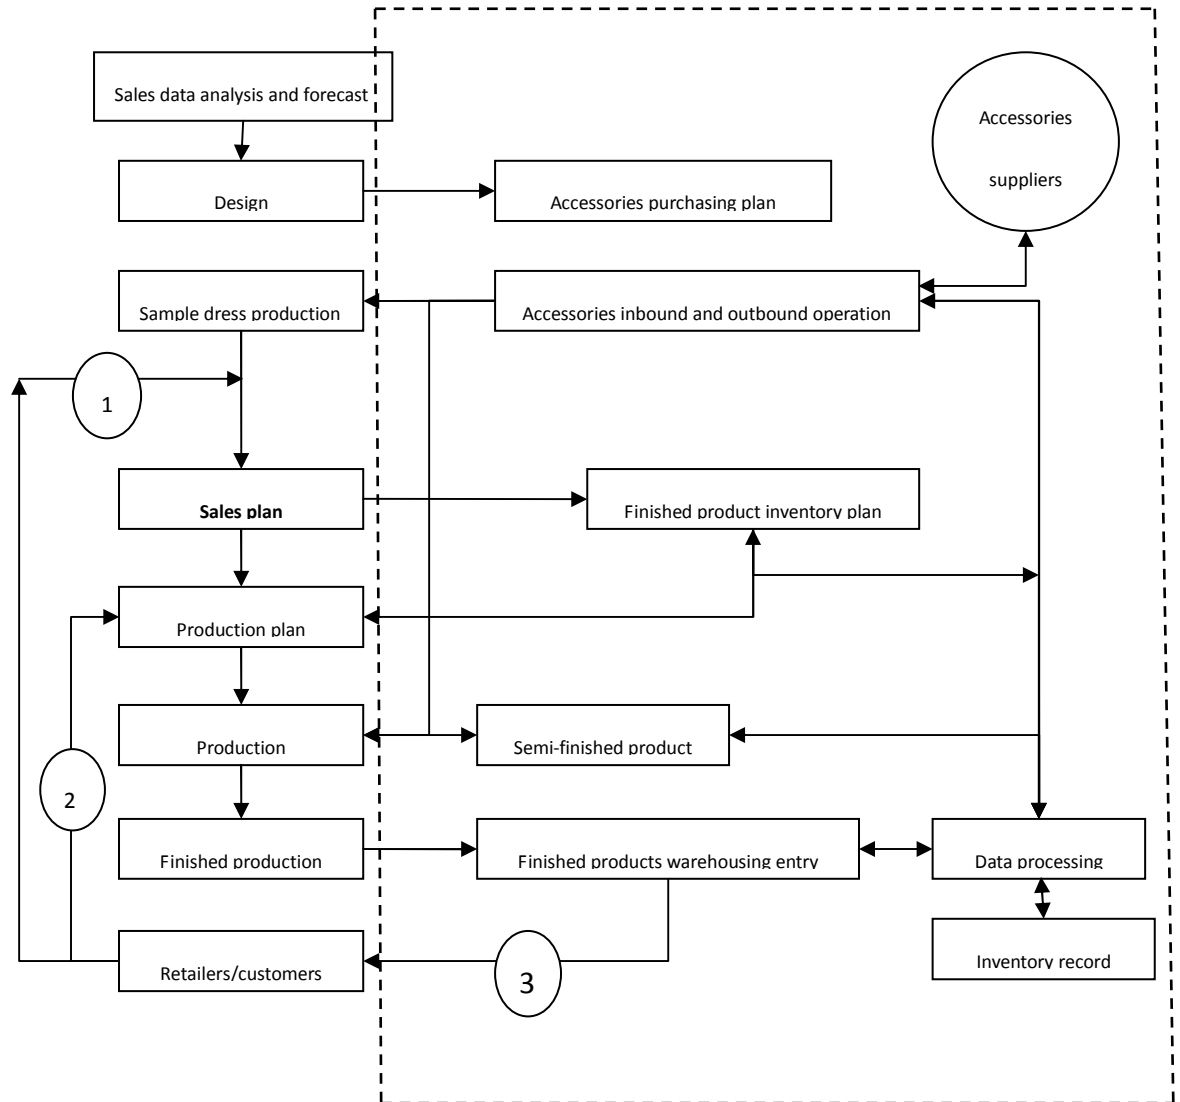 Sales data analysis and forecast
Accessories
suppliers
Design
Accessories purchasing plan
Sample dress production
Accessories inbound and outbound operation
1
Sales plan
Finished product inventory plan
Production plan
Production
Semi-finished product
2
Finished production
Finished products warehousing entry
Data processing
Retailers/customers
3
Inventory record